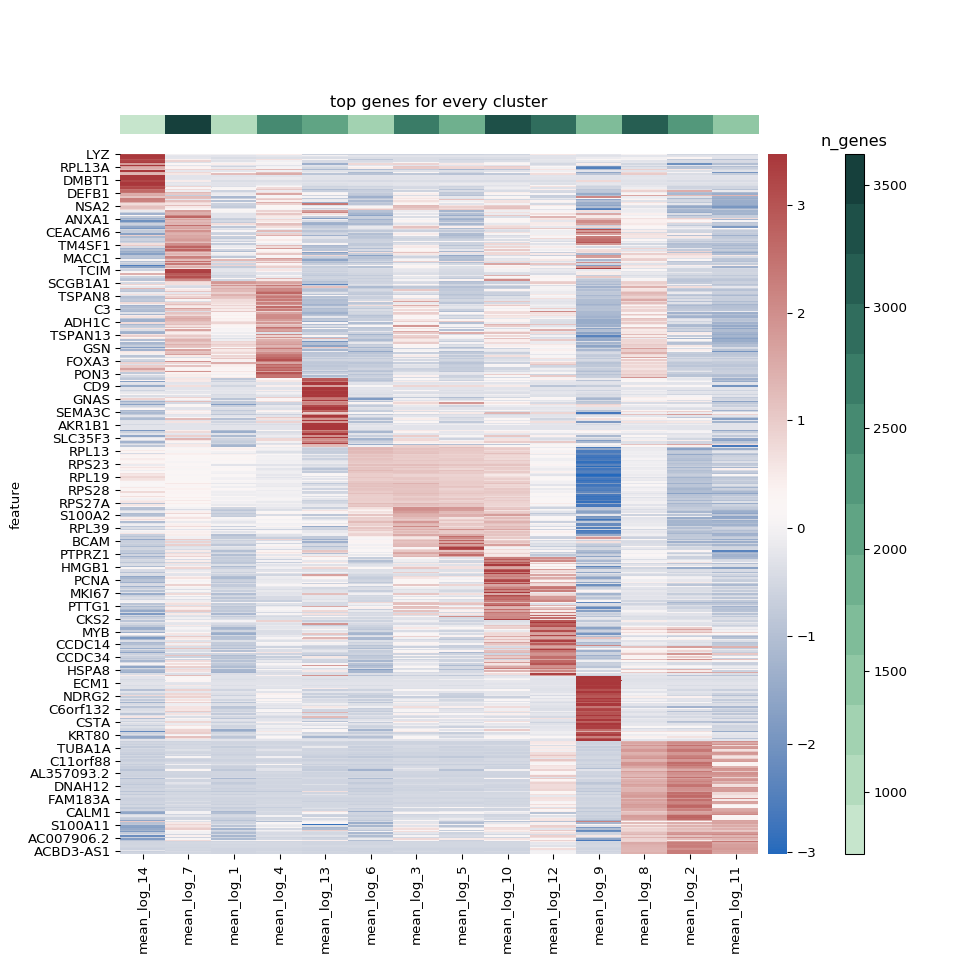 top genes for every cluster
n_genes
LYZ
RPL13A
DMBT1
DEFB1
NSA2
ANXA1
CEACAM6
TM4SF1
MACC1
TCIM
SCGB1A1
TSPAN8
C3
ADH1C
TSPAN13
GSN
FOXA3
PON3
CD9
GNAS
SEMA3C
AKR1B1
SLC35F3
RPL13
RPS23
RPL19
RPS28
RPS27A
S100A2
RPL39
BCAM
PTPRZ1
HMGB1
PCNA
MKI67
PTTG1
CKS2
MYB
CCDC14
CCDC34
HSPA8
ECM1
NDRG2
C6orf132
CSTA
KRT80
TUBA1A
C11orf88
AL357093.2
DNAH12
FAM183A
CALM1
S100A11
AC007906.2
ACBD3-AS1
feature
3
2
1
0
−1
−2
−3
3500
3000
2500
2000
1500
1000
mean_log_14
mean_log_7
mean_log_1
mean_log_4
mean_log_13
mean_log_6
mean_log_3
mean_log_5
mean_log_10
mean_log_12
mean_log_9
mean_log_8
mean_log_2
mean_log_11